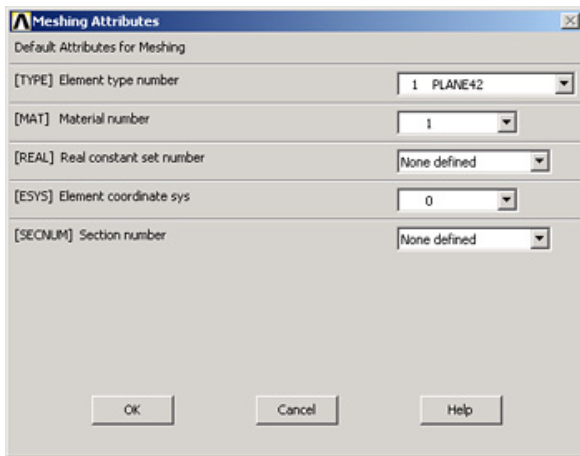 Meshing Attributes
Default Attributes for Meshing
[TYPE] Element type number 1 PLANE42
[MAT] Material number 1
[REAL] Real constant set number None defined
[ESYS] Element coordinate sys 0
[SECNUM] Section number None defined
OK Cancel Help